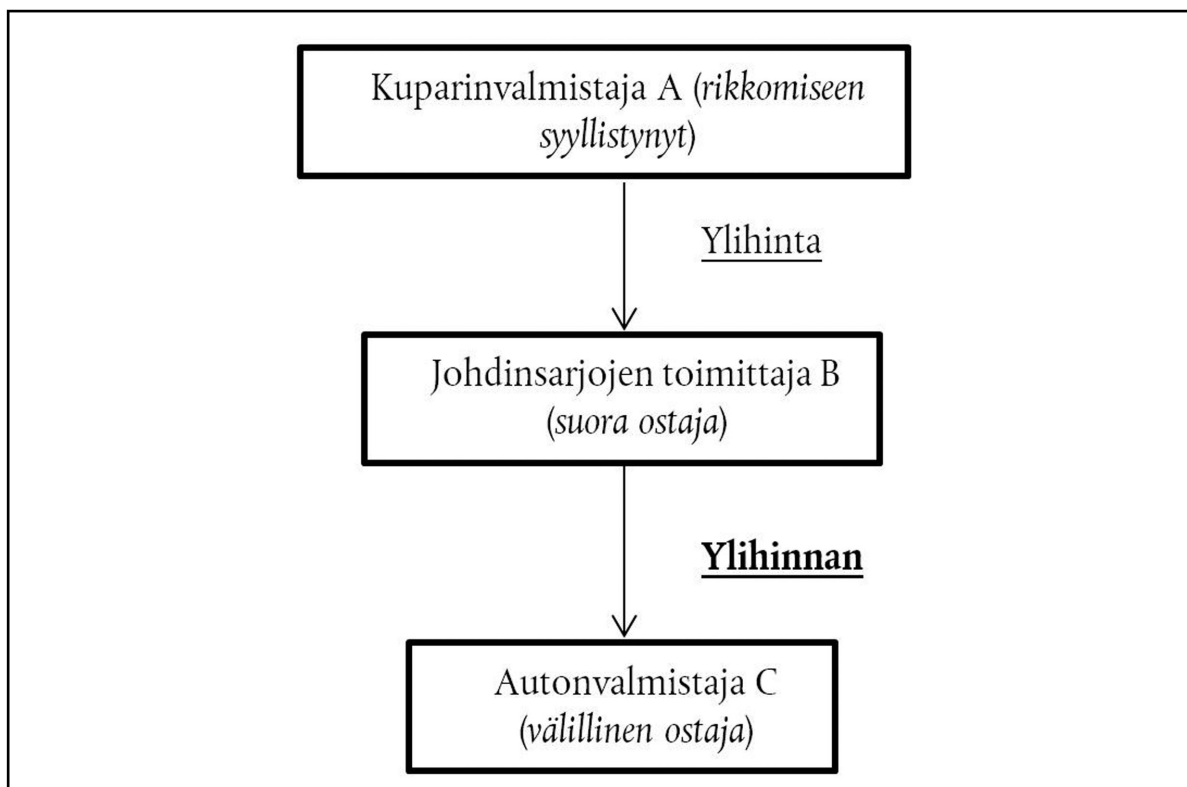 Kuparinvalmistaja A (rikkomiseen
syyllistynyt)
Ylihinta
Johdinsarjojen toimittaja B
(suora ostaja)
Ylihinnan
Autonvalmistaja C
(välillinen ostaja)